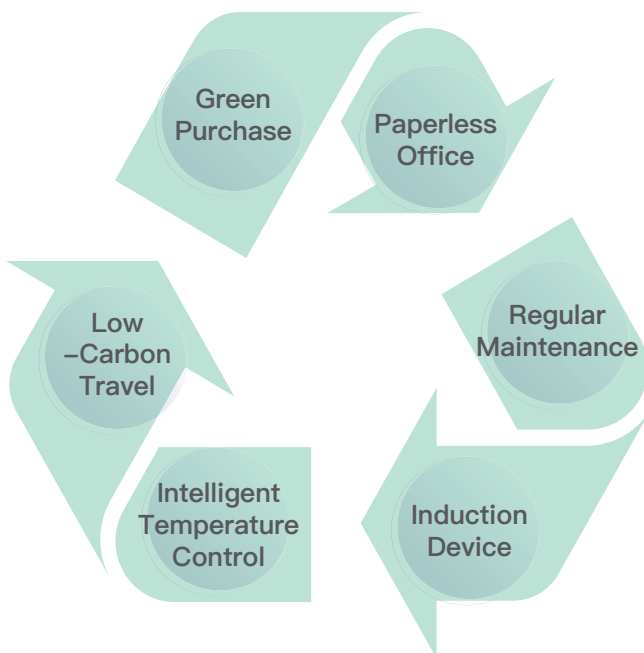 Green
Purchase
Paperless
Office
Regular
Maintenance
Induction
Device
Intelligent
Temperature
Control
Low
–Carbon
Travel